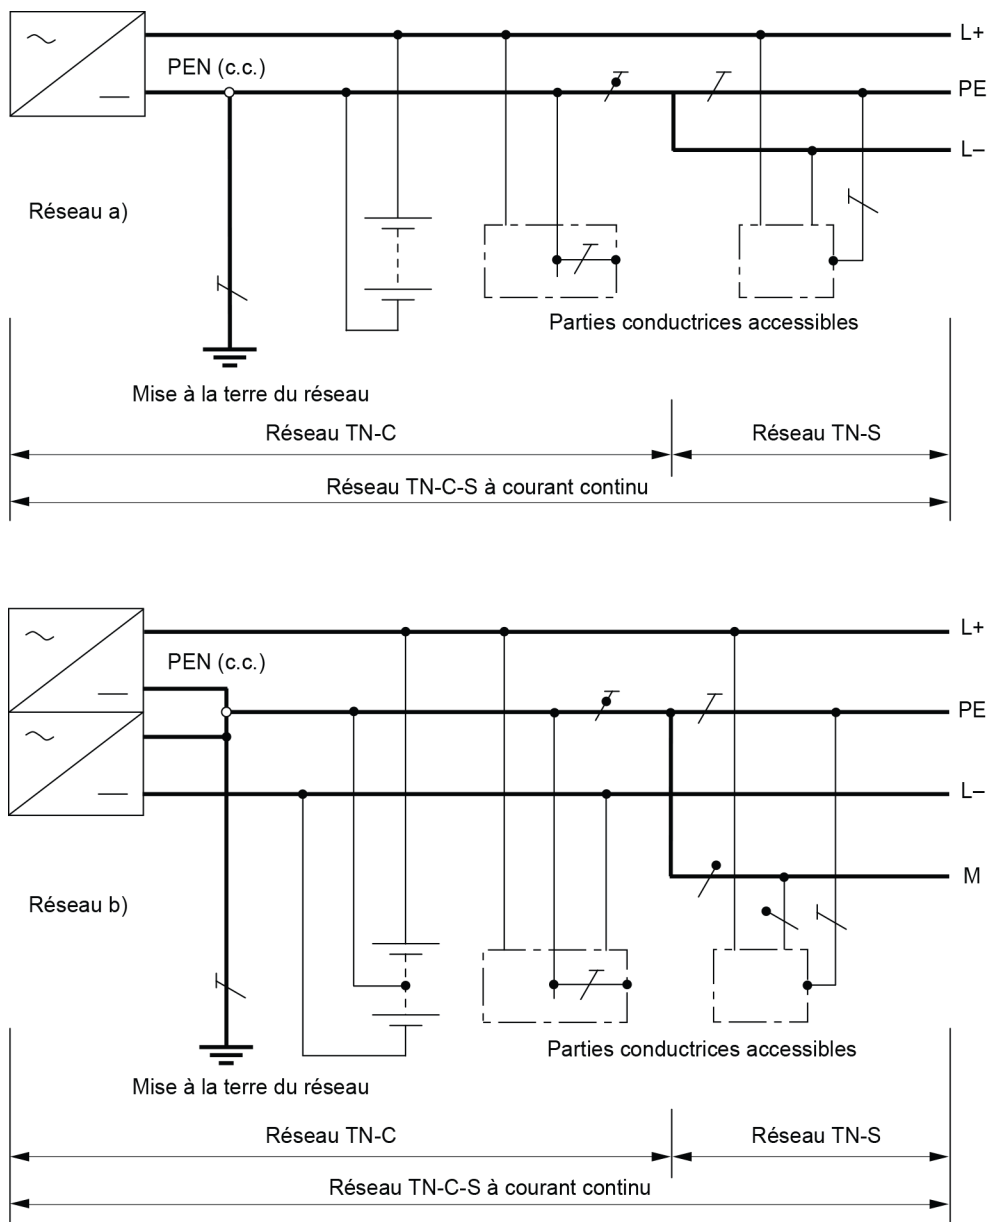 L+
PEN (c.c.)
PE
L–
Réseau a)
Parties conductrices accessibles
Mise à la terre du réseau
Réseau TN-C
Réseau TN-S
Réseau TN-C-S à courant continu
L+
PEN (c.c.)
PE
L–
M
Réseau b)
Parties conductrices accessibles
Mise à la terre du réseau
Réseau TN-C
Réseau TN-S
Réseau TN-C-S à courant continu